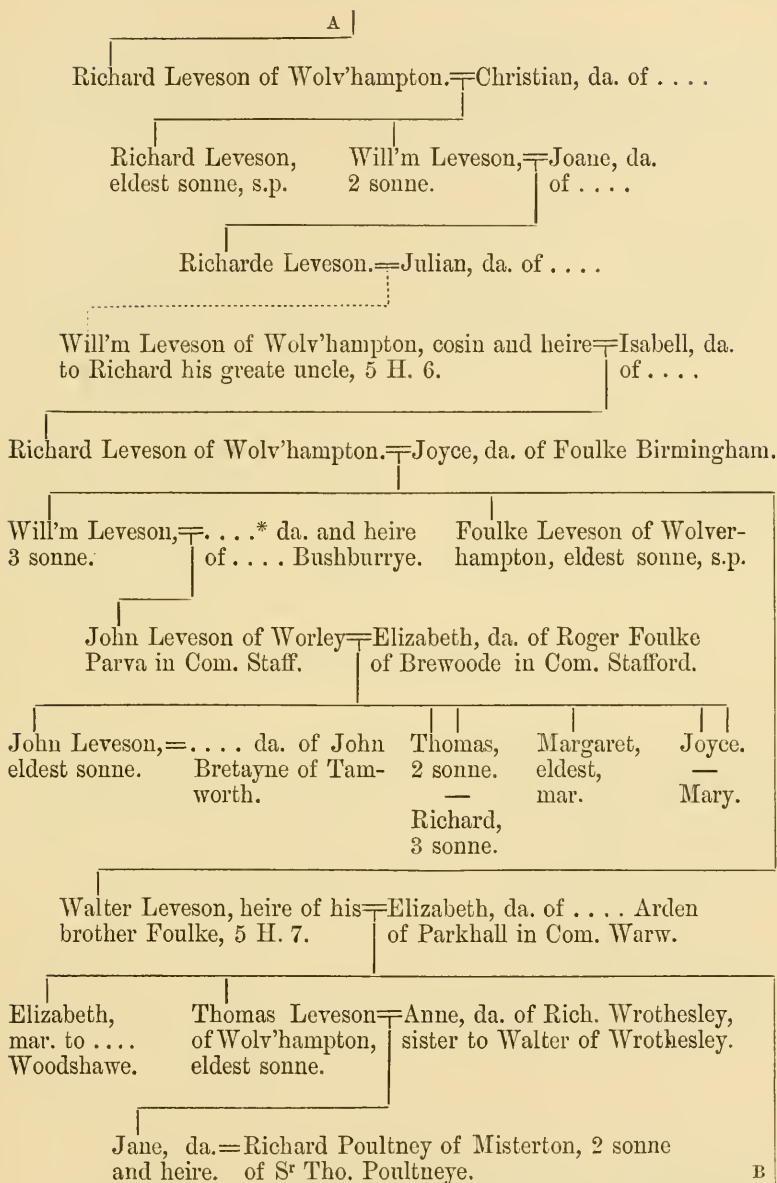 A
Richard Leveson of Wolv'hampton.=Christian, da. of . . . .
Richard Leveson, eldest sonne, s.p.
Will'm Leveson, 2 sonne.=Joane, da. of . . . .
Richarde Leveson.=Julian, da. of . . . .
Will'm Leveson of Wolv'hampton, cosin and heire=Isabell, da.
to Richard his greate uncle, 5 H. 6. of . . . .
Richard Leveson of Wolv'hampton.=Joyce, da. of Foulke Birmingham.
Will'm Leveson,=. . . .* da. and heire Foulke Leveson of Wolver-
3 sonne. of . . . . Bushburrye. hampton, eldest sonne, s.p.
John Leveson of Worley=Elizabeth, da. of Roger Foulke
Parva in Com. Staff. of Brewoode in Com. Stafford.
John Leveson,=. . . . da. of John Thomas, Margaret, Joyce.
eldest sonne. Bretayne of Tam- 2 sonne. eldest, —
worth. — mar. Mary.
Richard,
3 sonne.
Walter Leveson, heire of his=Elizabeth, da. of . . . . Arden
brother Foulke, 5 H. 7. of Parkhall in Com. Warw.
Elizabeth, Thomas Leveson=Anne, da. of Rich. Wrothesley,
mar. to . . . . of Wolv'hampton, sister to Walter of Wrothesley.
Woodshawe. eldest sonne.
Jane, da.=Richard Poultney of Misterton, 2 sonne
and heire. of Sr Tho. Poultneye. B